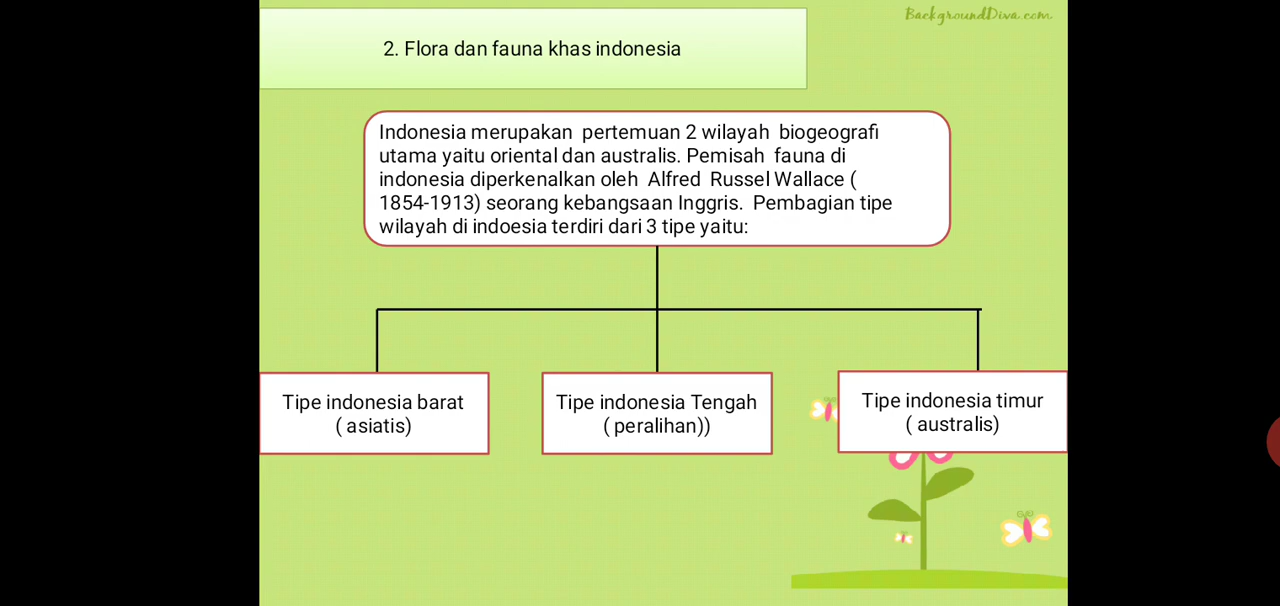 BackgroundDiva.com
2. Flora dan fauna khas indonesia
Indonesia merupakan pertemuan 2 wilayah biogeografi
utama yaitu oriental dan australis. Pemisah fauna di
indonesia diperkenalkan oleh Alfred Russel Wallace (
1854-1913) seorang kebangsaan Inggris. Pembagian tipe
wilayah di indoesia terdiri dari 3 tipe yaitu:
Tipe indonesia barat
( asiatis)
Tipe indonesia Tengah
( peralihan))
Tipe indonesia timur
( australis)